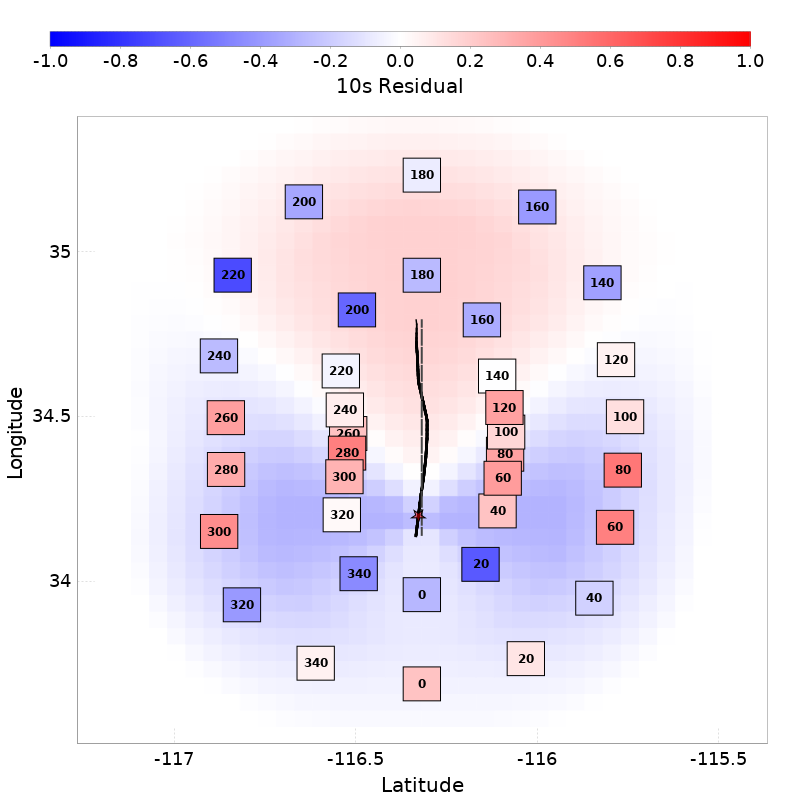 -1.0 -0.8 -0.6 -0.4 -0.2 0.0 0.2 0.4 0.6 0.8 1.0
10s Residual
180
200 160
35 220 180 140
200 160
240 220 140 120
34.5 260 240 120 100
260 100
280 280 80 80
300 60
300 320 40 60
340 20
34 320 0 40
340 0 20
-117 -116.5 -116 -115.5
Latitude
Longitude